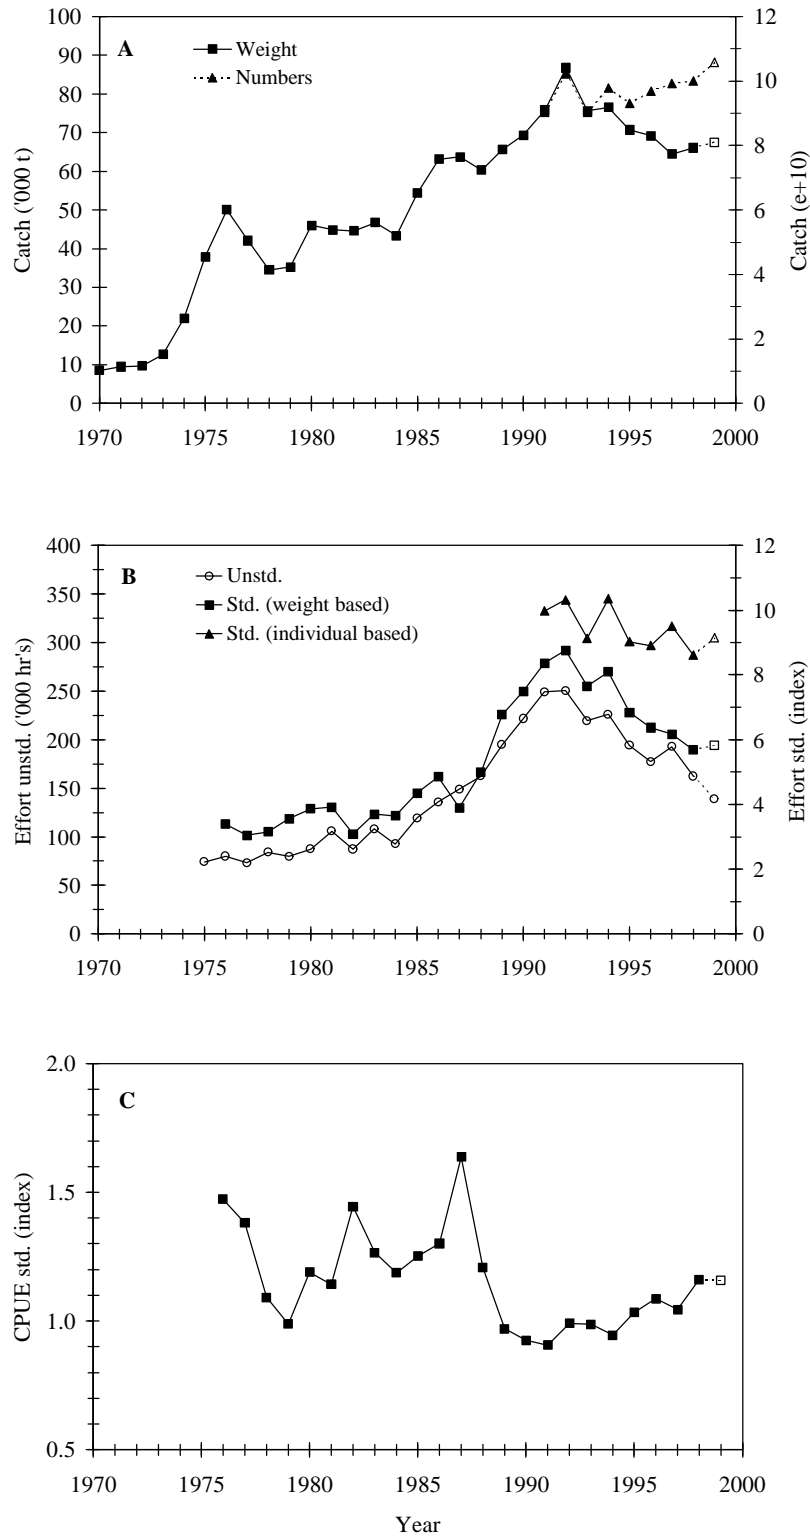 A
Weight
Numbers
100
90
80
70
60
50
40
30
20
10
0
Catch ('000 t)
12
10
8
6
4
2
0
Catch (e+10)
1970 1975 1980 1985 1990 1995 2000
B
Unstd.
Std. (weight based)
Std. (individual based)
400
350
300
250
200
150
100
50
0
Effort unstd. ('000 hr's)
12
10
8
6
4
2
0
Effort std. (index)
1970 1975 1980 1985 1990 1995 2000
C
2.0
1.5
1.0
0.5
CPUE std. (index)
1970 1975 1980 1985 1990 1995 2000
Year